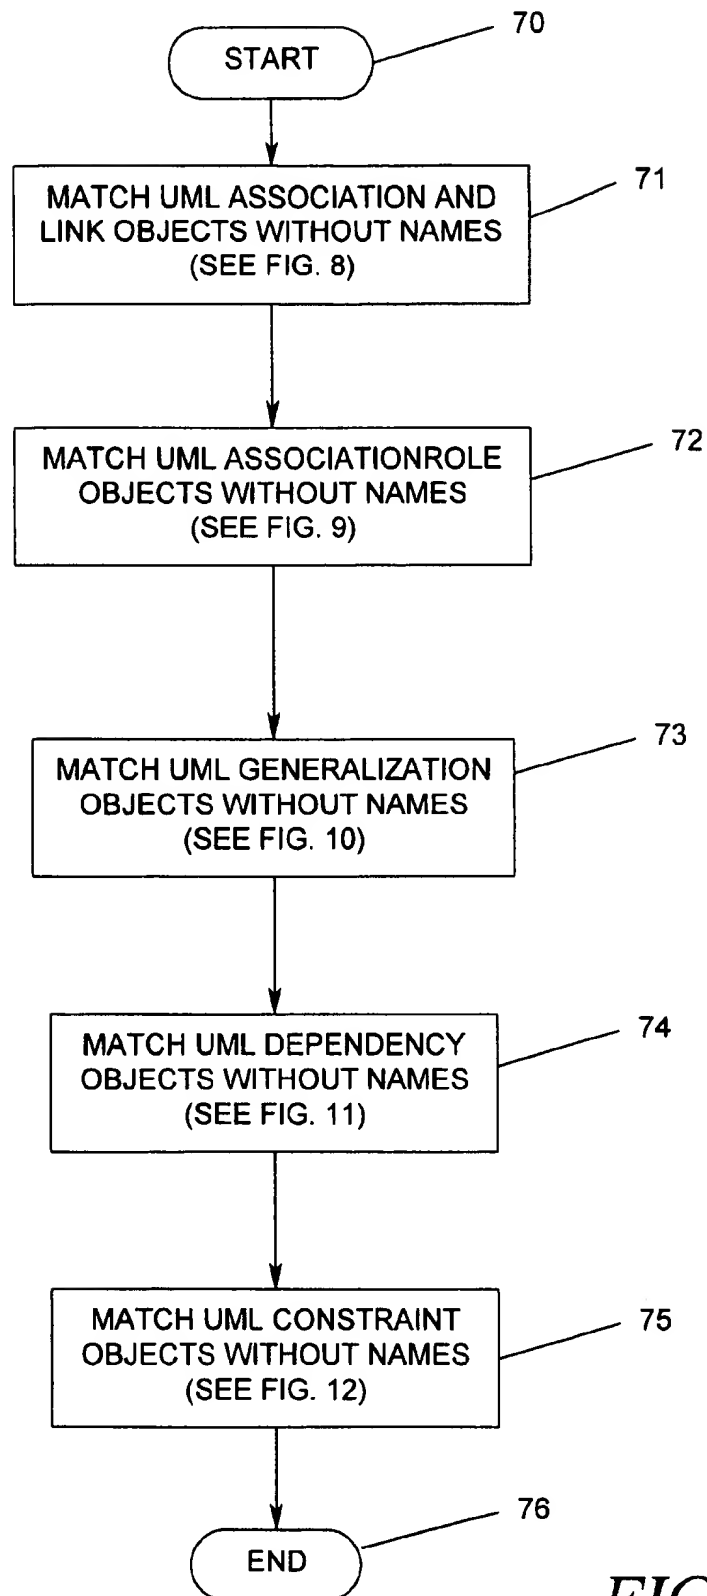 70
START
71
MATCH UML ASSOCIATION AND
LINK OBJECTS WITHOUT NAMES
(SEE FIG. 8)
72
MATCH UML ASSOCIATIONROLE
OBJECTS WITHOUT NAMES
(SEE FIG. 9)
73
MATCH UML GENERALIZATION
OBJECTS WITHOUT NAMES
(SEE FIG. 10)
74
MATCH UML DEPENDENCY
OBJECTS WITHOUT NAMES
(SEE FIG. 11)
75
MATCH UML CONSTRAINT
OBJECTS WITHOUT NAMES
(SEE FIG. 12)
76
END